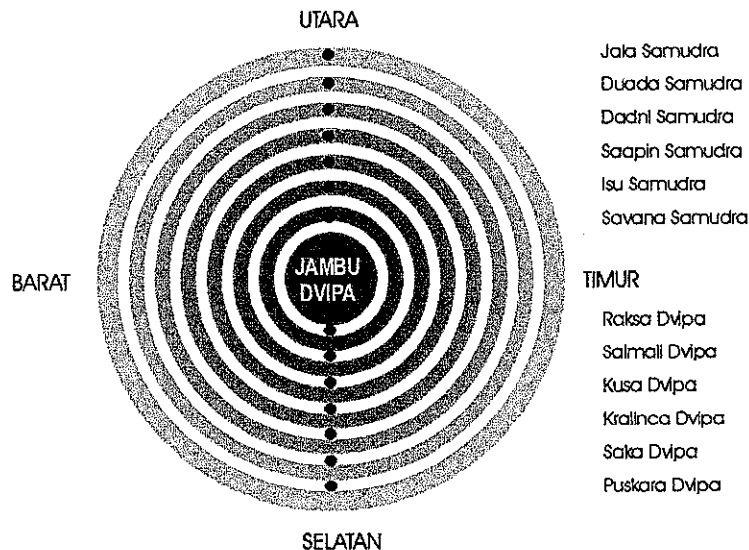 UTARA
Jala Samudra
Duada Samudra
Dadni Samudra
Saapin Samudra
Isu Samudra
Savana Samudra
JAMBU
DVIPA
BARAT
TIMUR
Raksa Dvipa
Salmali Dvipa
Kusa Dvipa
Kralinca Dvipa
Saka Dvipa
Puskara Dvipa
SELATAN